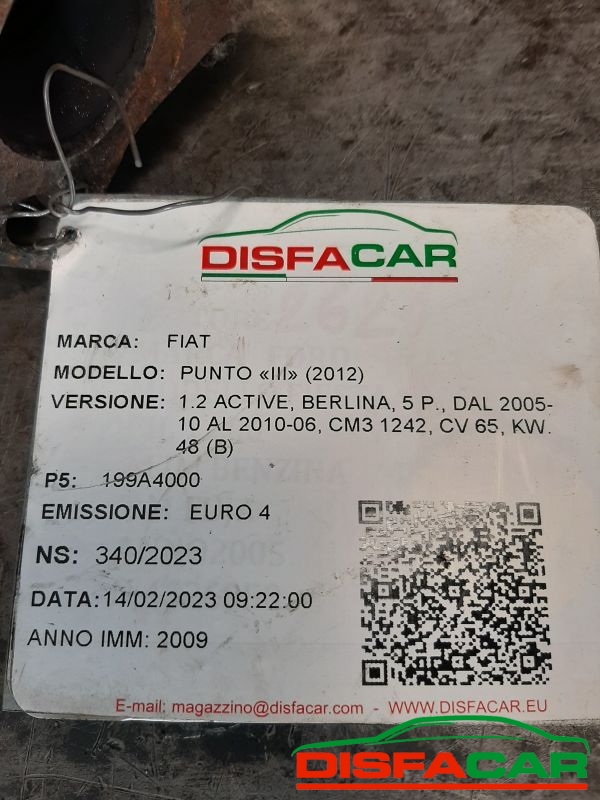 DISFACAR
MARCA: FIAT
MODELLO: PUNTO «III» (2012)
VERSIONE: 1.2 ACTIVE, BERLINA, 5 P., DAL 2005-
10 AL 2010-06, CM3 1242, CV 65, KW.
48 (B)
P5: 199A4000
EMISSIONE: EURO 4
NS: 340/2023
DATA:14/02/2023 09:22:00
ANNO IMM: 2009
E-mail: magazzino@disfacar.com - WWW.DISFACAR.EU
DISFACAR